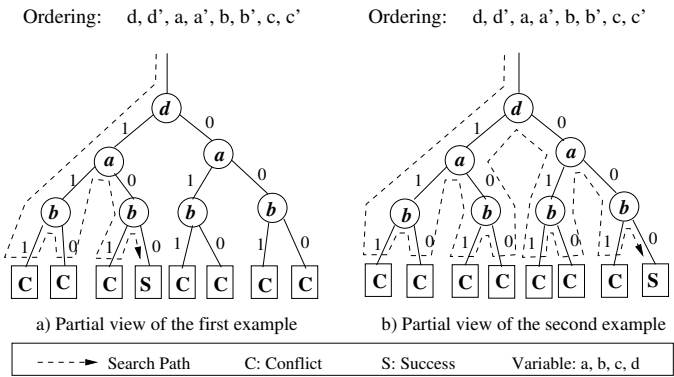 Ordering: d, d’, a, a’, b, b’, c, c’
Ordering: d, d’, a, a’, b, b’, c, c’
d
1 0
a a
1 0 1 0
b b b b
1 0 1 0 1 0 1 0
C C C S C C C C
a) Partial view of the first example
d
1 0
a a
1 0 1 0
b b b b
1 0 1 0 1 0 1 0
C C C C C C C S
b) Partial view of the second example
Search Path C: Conflict S: Success Variable: a, b, c, d